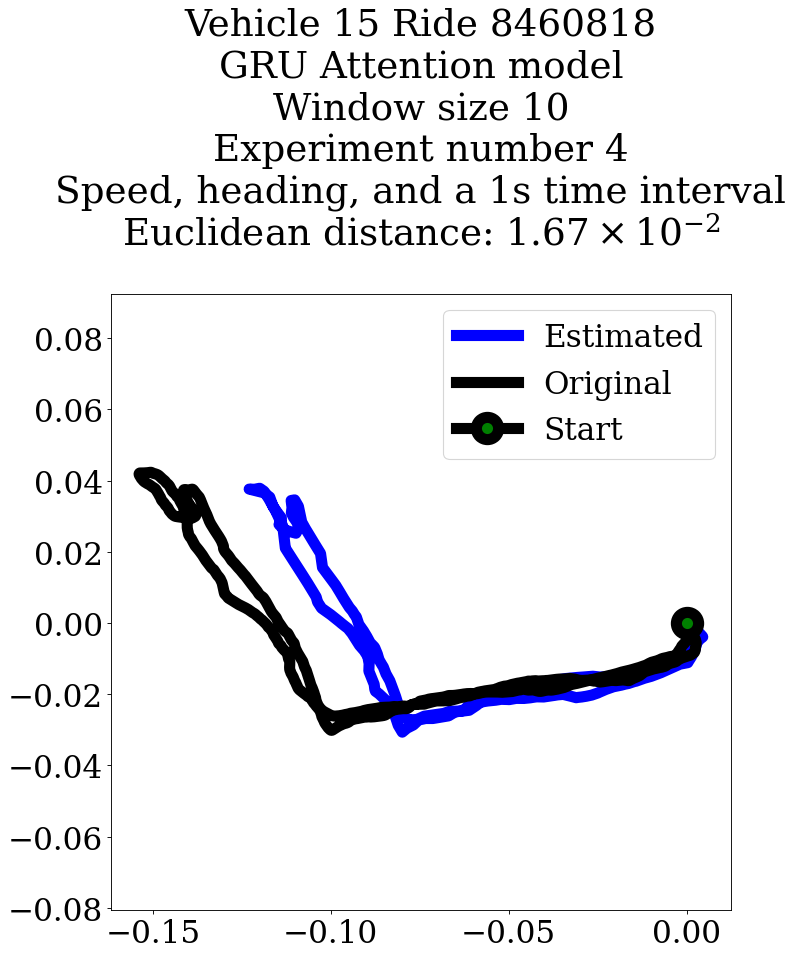 Vehicle 15 Ride 8460818
GRU Attention model
Window size 10
Experiment number 4
Speed, heading, and a 1s time interval
Euclidean distance: 1.67 × 10⁻²
Estimated
Original
Start
0.08
0.06
0.04
0.02
0.00
−0.02
−0.04
−0.06
−0.08
−0.15 −0.10 −0.05 0.00